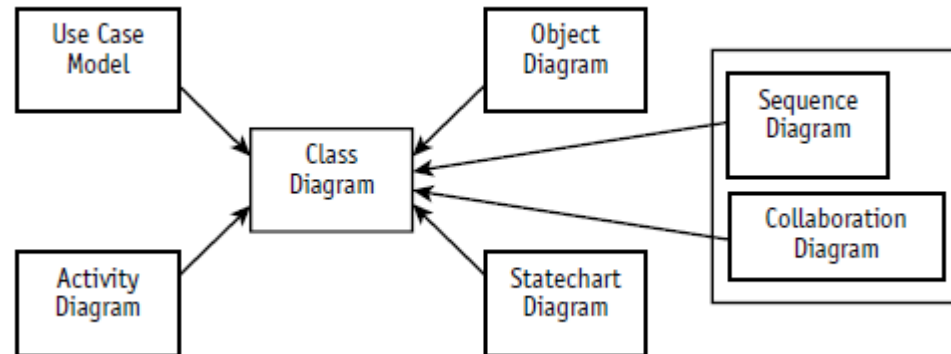 Use Case
Model
Object
Diagram
Sequence
Diagram
Class
Diagram
Collaboration
Diagram
Activity
Diagram
Statechart
Diagram